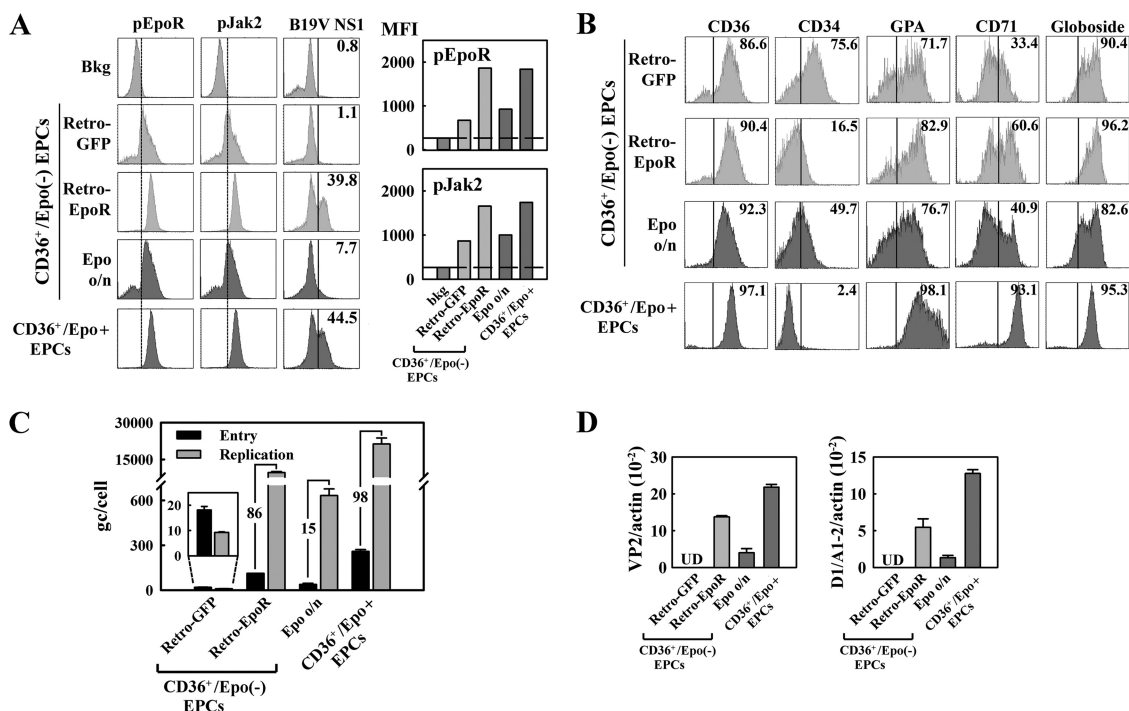 A
pEpoR
pJak2
B19V NS1
Bkg
0.8
Retro-
GFP
1.1
Retro-
EpoR
39.8
Epo
o/n
7.7
CD36+/Epo(-) EPCs
CD36+/Epo+
EPCs
44.5
MFI
pEpoR
2000
1000
0
pJak2
2000
1000
0
bkg
Retro-GFP
Retro-EpoR
Epo o/n
CD36+/Epo+
EPCs
CD36+/Epo(-)
EPCs
B
CD36
CD34
GPA
CD71
Globoside
CD36+/Epo(-) EPCs
Retro-
GFP
86.6
75.6
71.7
33.4
90.4
Retro-
EpoR
90.4
16.5
82.9
60.6
96.2
Epo
o/n
92.3
49.7
76.7
40.9
82.6
CD36+/Epo+
EPCs
97.1
2.4
98.1
93.1
95.3
C
gc/cell
30000
15000
600
300
0
Entry
Replication
20
10
0
86
15
98
Retro-GFP
Retro-EpoR
Epo o/n
CD36+/Epo+
EPCs
CD36+/Epo(-)
EPCs
D
VP2/actin (10-2)
30
20
10
0
UD
Retro-GFP
Retro-EpoR
Epo o/n
CD36+/Epo+
EPCs
CD36+/Epo(-)
EPCs
D1/A1-2/actin (10-2)
15
10
5
0
UD
Retro-GFP
Retro-EpoR
Epo o/n
CD36+/Epo+
EPCs
CD36+/Epo(-)
EPCs